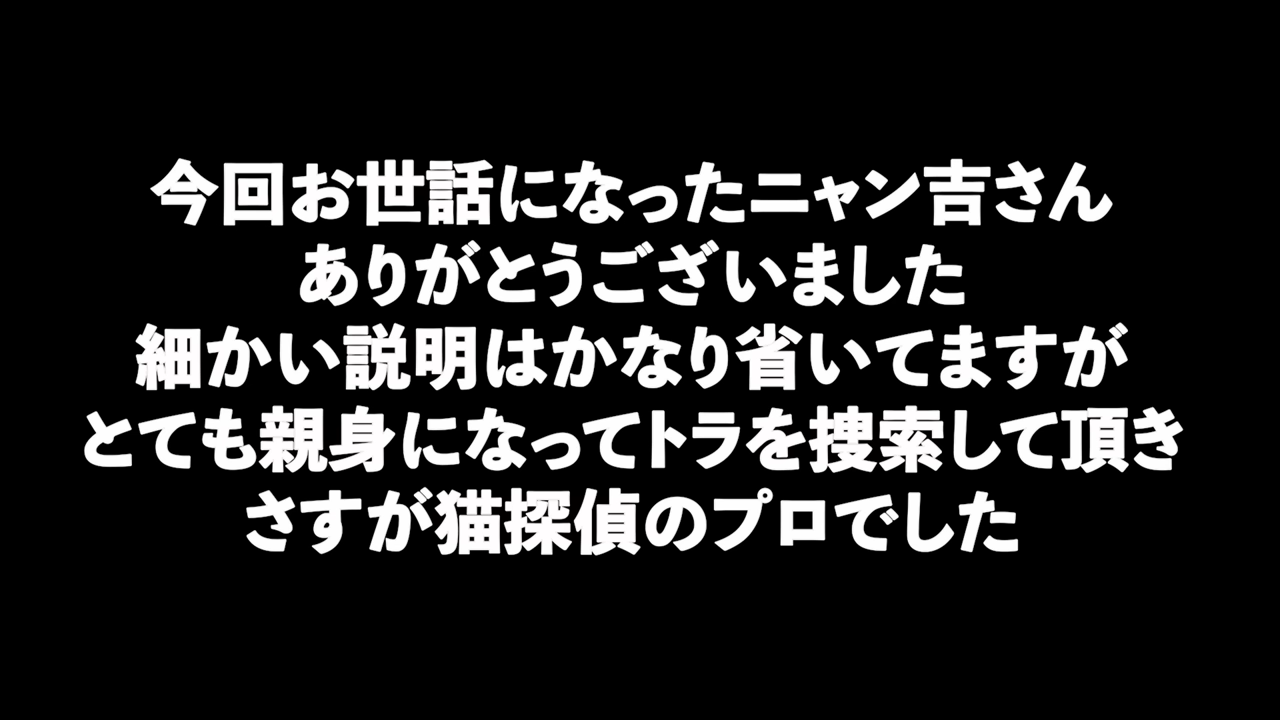 今回お世話になったニャン吉さん
ありがとうございました
細かい説明はかなり省いてますが
とても親身になってトラを捜索して頂き
さすが猫探偵のプロでした